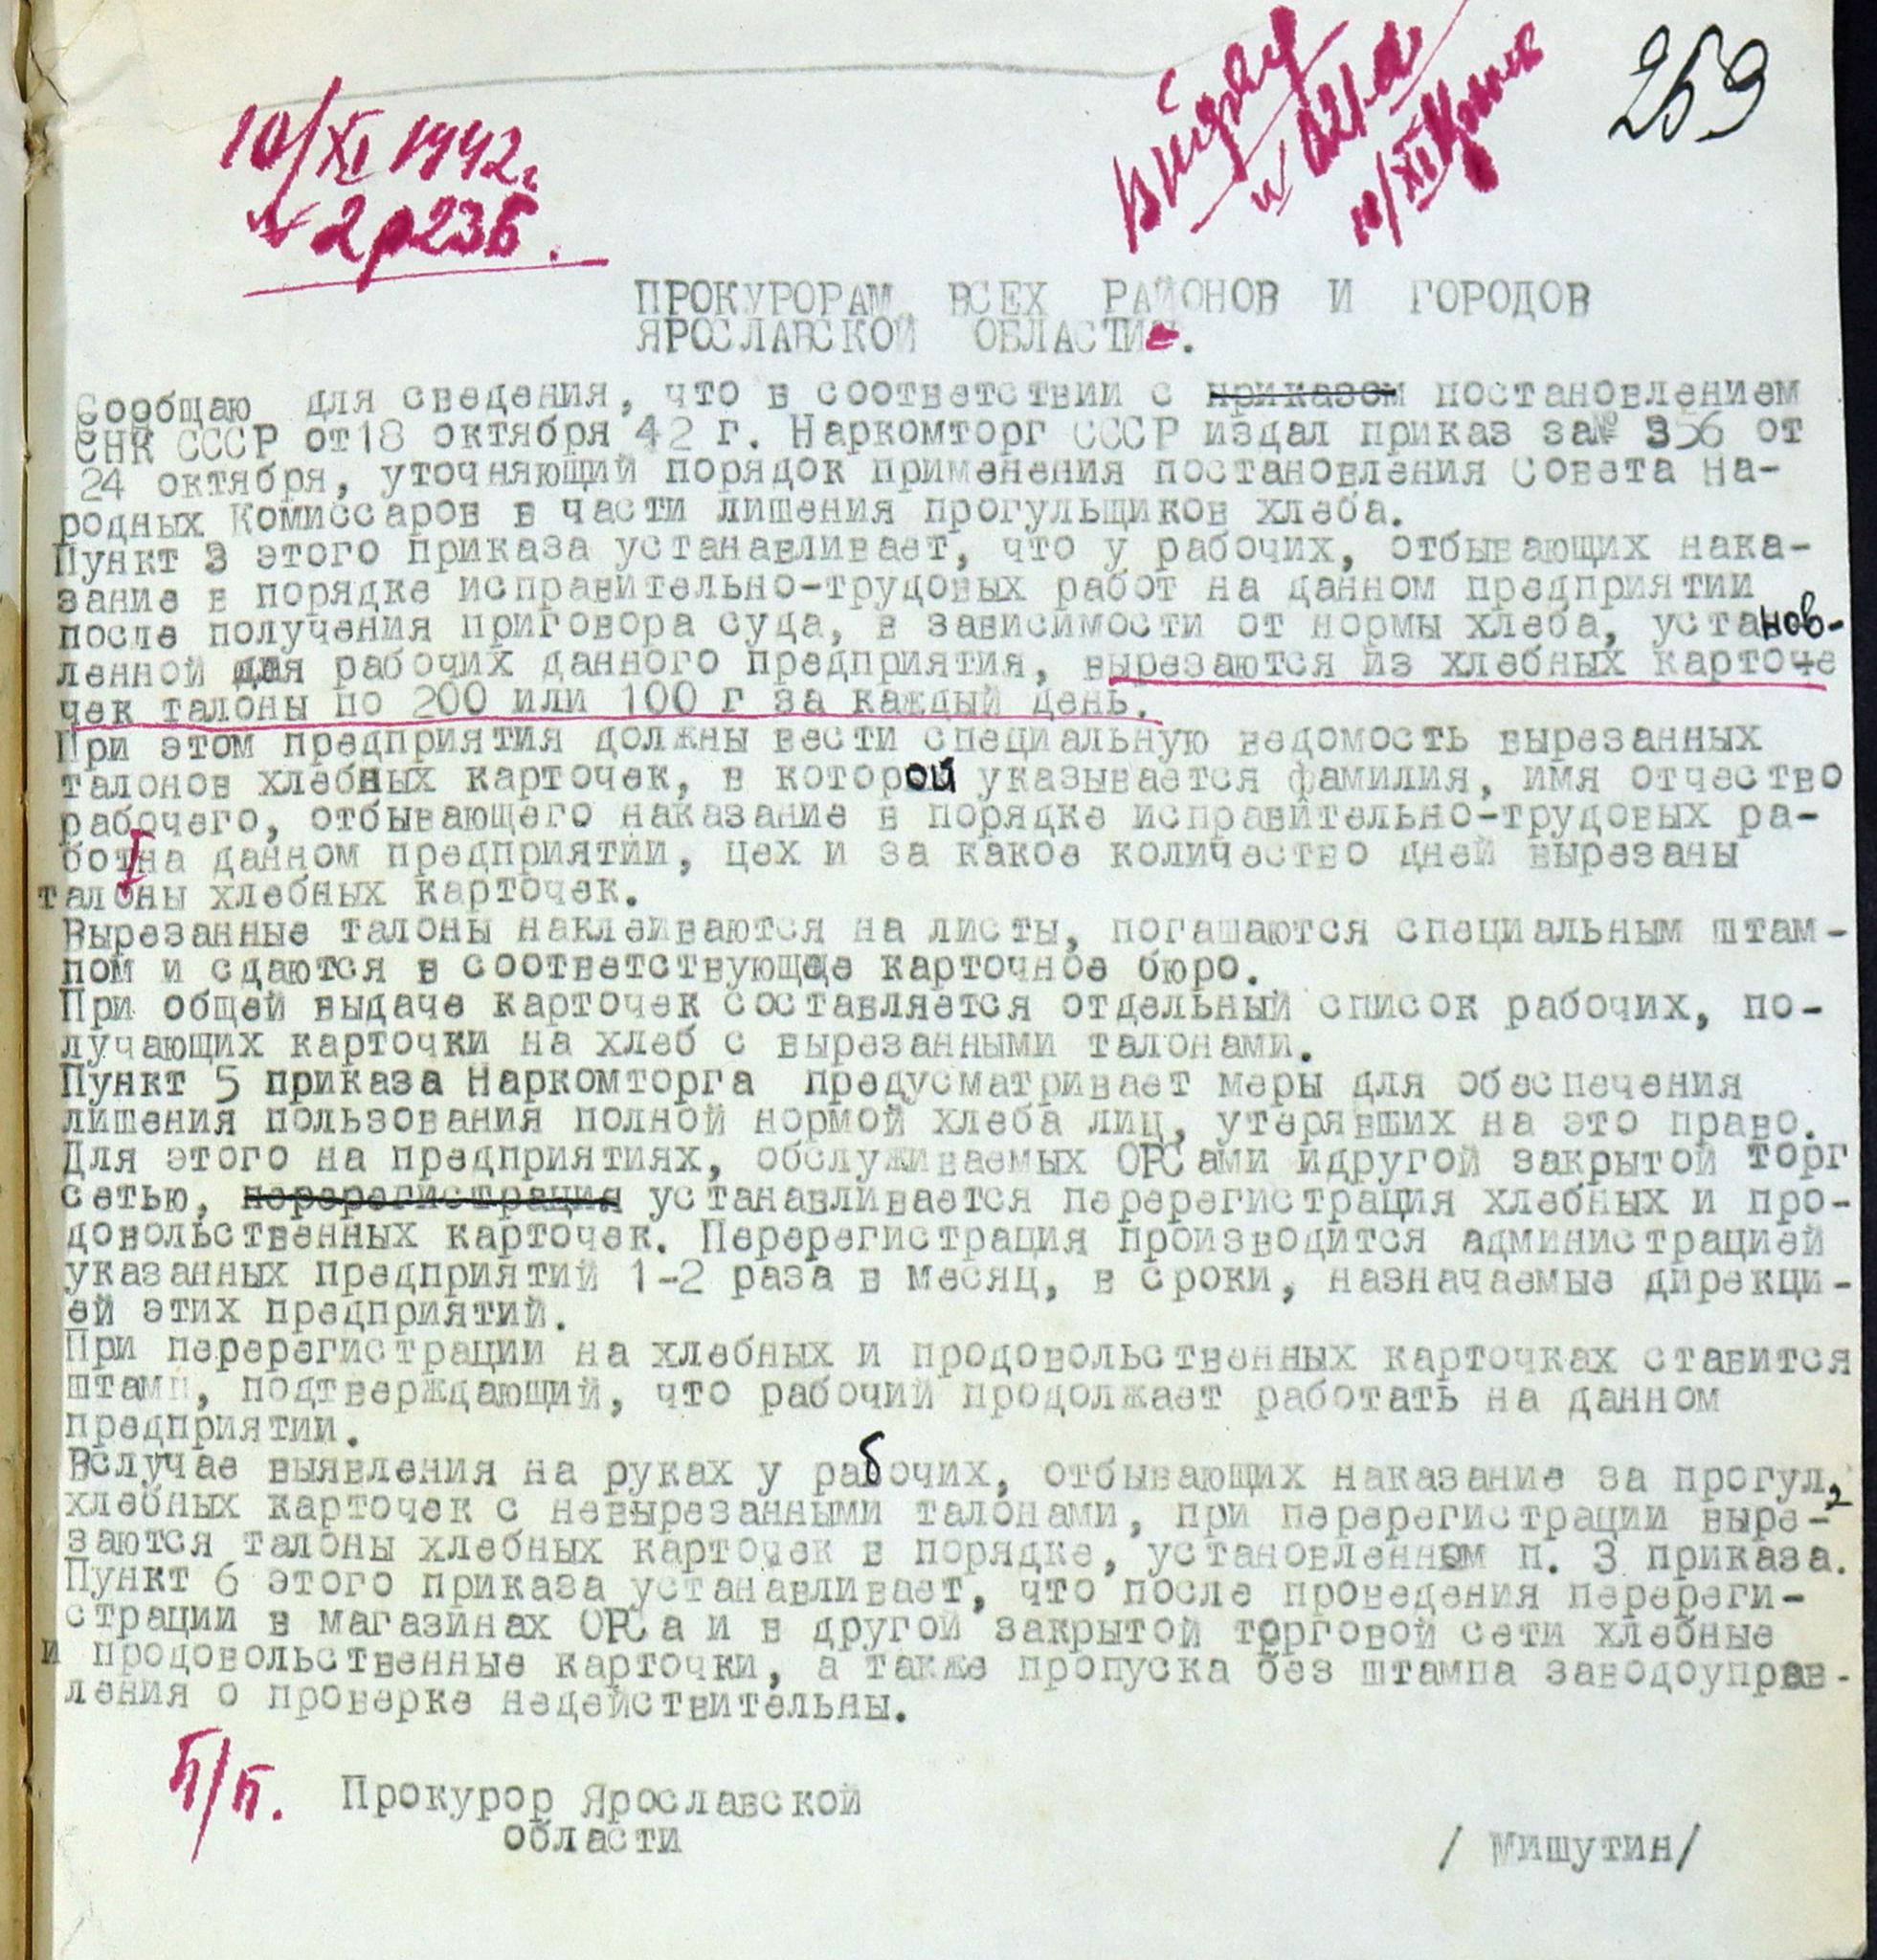 259
10/XI 1942.
№ 2р23б.
ПРОКУРОРАМ ВСЕХ РАЙОНОВ И ГОРОДОВ
ЯРОСЛАВСКОЙ ОБЛАСТИ.
Сообщаю для сведения, что в соответствии с приказом постановлением
СНК СССР от 18 октября 42 г. Наркомторг СССР издал приказ за № 356 от
24 октября, уточняющий порядок применения постановления Совета На-
родных Комиссаров в части лишения прогульщиков хлеба.
Пункт 3 этого приказа устанавливает, что у рабочих, отбывающих нака-
зание в порядке исправительно-трудовых работ на данном предприятии
после получения приговора суда, в зависимости от нормы хлеба, установ-
ленной для рабочих данного предприятия, вырезаются из хлебных карточе
чек талоны по 200 или 100 г за каждый день.
При этом предприятия должны вести специальную ведомость вырезанных
талонов хлебных карточек, в которой указывается фамилия, имя отчество
рабочего, отбывающего наказание в порядке исправительно-трудовых ра-
бот на данном предприятии, цех и за какое количество дней вырезаны
талоны хлебных карточек.
Вырезанные талоны наклеиваются на листы, погашаются специальным штам-
пом и сдаются в соответствующее карточное бюро.
При общей выдаче карточек составляется отдельный список рабочих, по-
лучающих карточки на хлеб с вырезанными талонами.
Пункт 5 приказа Наркомторга предусматривает меры для обеспечения
лишения пользования полной нормой хлеба лиц, утерявших на это право.
Для этого на предприятиях, обслуживаемых ОРСами идругой закрытой торг
сетью, перерегистрация устанавливается перерегистрация хлебных и про-
довольственных карточек. Перерегистрация производится администрацией
указанных предприятий 1-2 раза в месяц, в сроки, назначаемые дирекци-
ей этих предприятий.
При перерегистрации на хлебных и продовольственных карточках ставится
штамп, подтверждающий, что рабочий продолжает работать на данном
предприятии.
Вслучае выявления на руках у рабочих, отбывающих наказание за прогул,
хлебных карточек с невырезанными талонами, при перерегистрации выре-
заются талоны хлебных карточек в порядке, установленном п. 3 приказа.
Пункт 6 этого приказа устанавливает, что после проведения перереги-
страции в магазинах ОРСа и в другой закрытой торговой сети хлебные
и продовольственные карточки, а также пропуска без штампа заводоуправ-
ления о проверке недействительны.
п/п. Прокурор Ярославской
области
/ Мишутин/